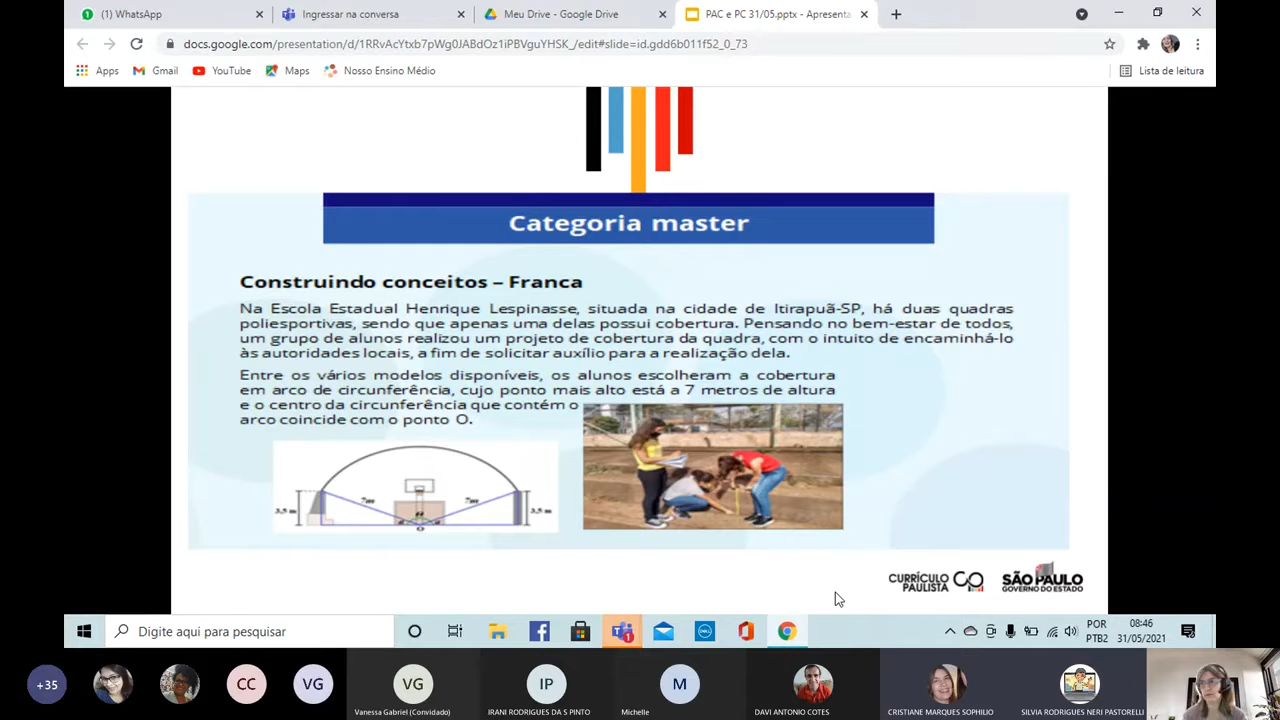 (1) WhatsApp
Ingressar na conversa
Meu Drive - Google Drive
PAC e PC 31/05.pptx - Apresenta
docs.google.com/presentation/d/1RRvAcYtxb7pWg0JABdOz1iPBVguYHSK_/edit#slide=id.gdd6b011f52_0_73
Apps Gmail YouTube Maps Nosso Ensino Médio Lista de leitura
Categoria master
Construindo conceitos – Franca
Na Escola Estadual Henrique Lespinasse, situada na cidade de Itirapuã-SP, há duas quadras
poliesportivas, sendo que apenas uma delas possui cobertura. Pensando no bem-estar de todos,
um grupo de alunos realizou um projeto de cobertura da quadra, com o intuito de encaminhá-lo
às autoridades locais, a fim de solicitar auxílio para a realização dela.
Entre os vários modelos disponíveis, os alunos escolheram a cobertura
em arco de circunferência, cujo ponto mais alto está a 7 metros de altura
e o centro da circunferência que contém o
arco coincide com o ponto O.
7m 7m
3,5 m 3,5 m
O
CURRÍCULO
PAULISTA
SÃO PAULO
GOVERNO DO ESTADO
Digite aqui para pesquisar
POR
PTB2
08:46
31/05/2021
+35
CC
VG
VG
Vanessa Gabriel (Convidado)
IP
IRANI RODRIGUES DA S PINTO
M
Michelle
DAVI ANTONIO COTES
CRISTIANE MARQUES SOPHILIO
SILVIA RODRIGUES NERI PASTORELLI